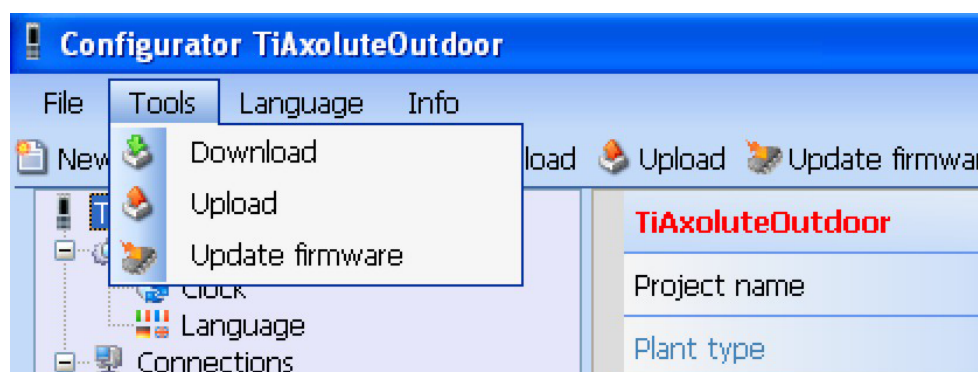 Configurator TiAxoluteOutdoor
File Tools Language Info
New load Upload Update firmwar
Download
Upload
Update firmware
Clock
Language
Connections
TiAxoluteOutdoor
Project name
Plant type